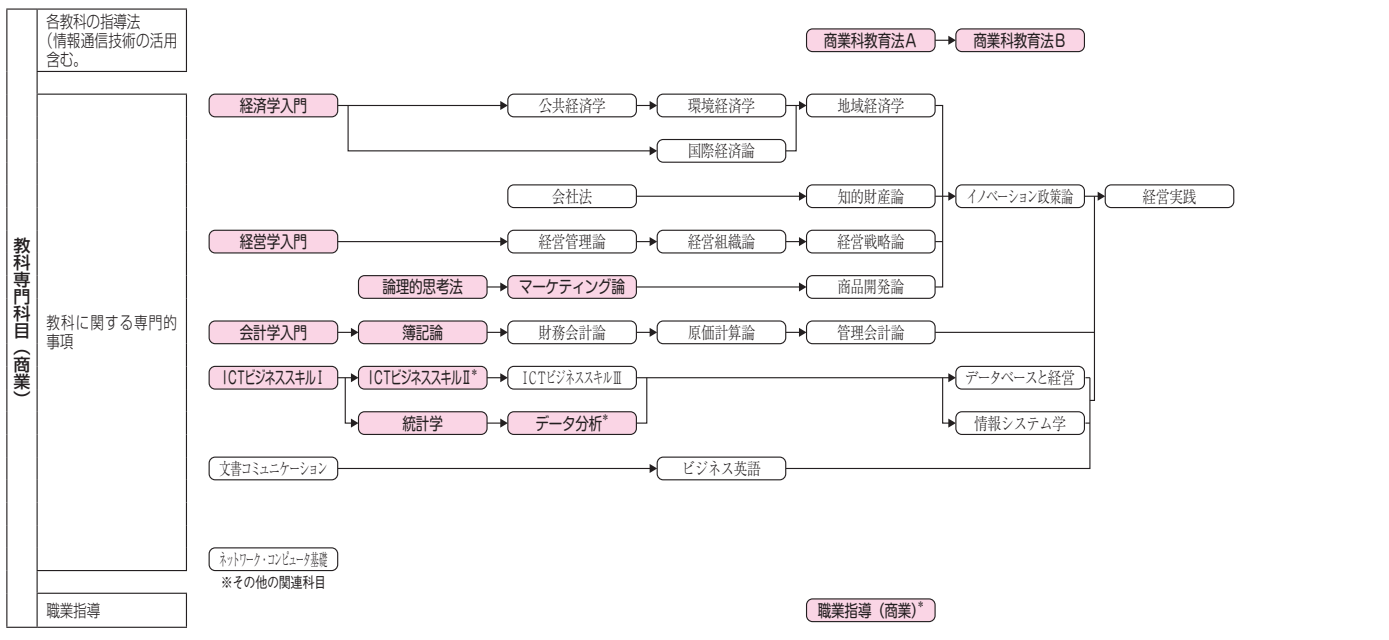 教科専門科目（商業）
各教科の指導法
（情報通信技術の活用
含む。
商業科教育法A
商業科教育法B
教科に関する専門的
事項
経済学入門
公共経済学
環境経済学
地域経済学
国際経済論
会社法
知的財産論
イノベーション政策論
経営実践
経営学入門
経営管理論
経営組織論
経営戦略論
論理的思考法
マーケティング論
商品開発論
会計学入門
簿記論
財務会計論
原価計算論
管理会計論
ICTビジネススキルⅠ
ICTビジネススキルⅡ*
ICTビジネススキルⅢ
データベースと経営
統計学
データ分析*
情報システム学
文書コミュニケーション
ビジネス英語
ネットワーク・コンピュータ基礎
※その他の関連科目
職業指導
職業指導（商業）*